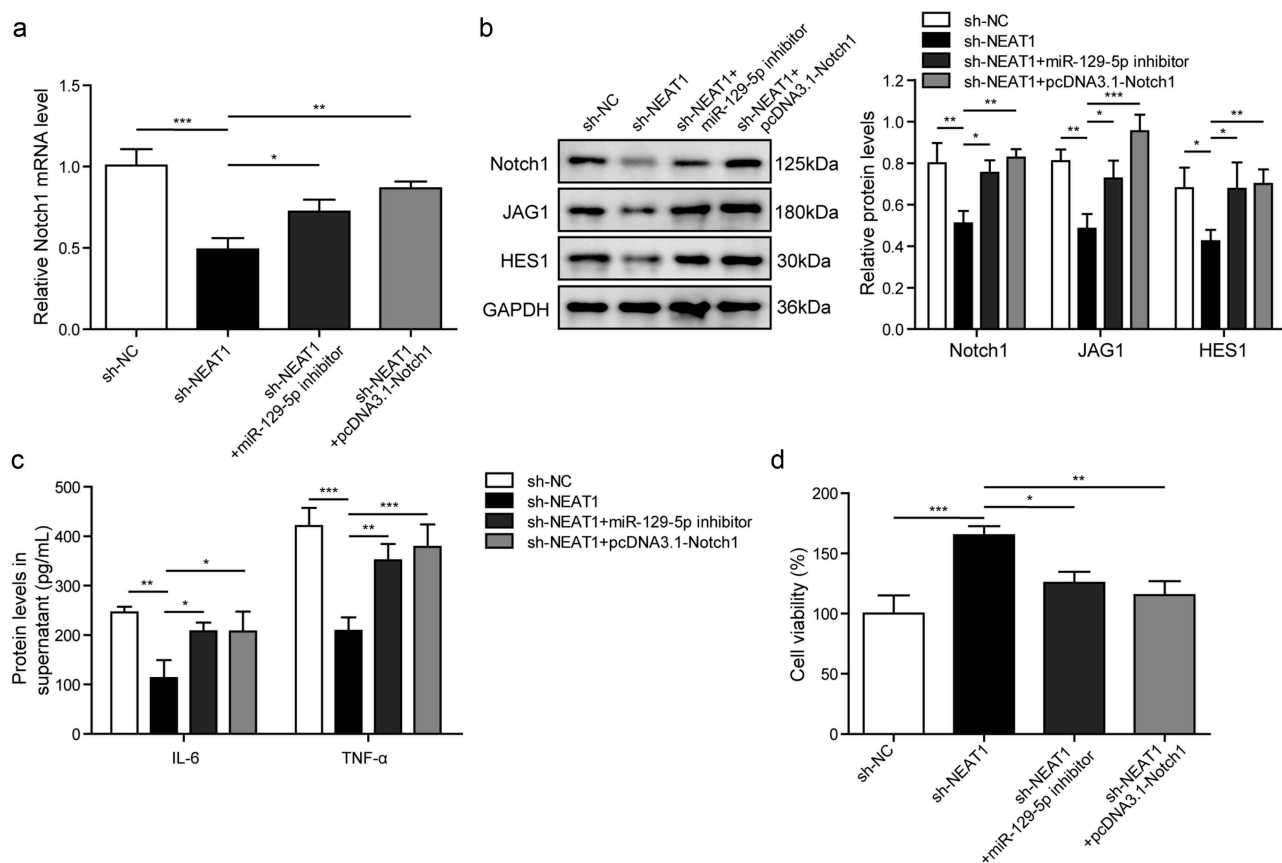 a
Relative Notch1 mRNA level
1.5
1.0
0.5
0.0
***
*
**
sh-NC
sh-NEAT1
sh-NEAT1
+miR-129-5p inhibitor
sh-NEAT1
+pcDNA3.1-Notch1
b
sh-NC
sh-NEAT1
sh-NEAT1+
miR-129-5p inhibitor
sh-NEAT1+
pcDNA3.1-Notch1
Notch1
125kDa
JAG1
180kDa
HES1
30kDa
GAPDH
36kDa
sh-NC
sh-NEAT1
sh-NEAT1+miR-129-5p inhibitor
sh-NEAT1+pcDNA3.1-Notch1
Relative protein levels
1.2
1.0
0.8
0.6
0.4
0.2
0.0
**
*
**
**
*
***
*
*
**
Notch1
JAG1
HES1
c
Protein levels in
supernatant (pg/mL)
500
400
300
200
100
0
**
*
*
***
**
***
IL-6
TNF-α
sh-NC
sh-NEAT1
sh-NEAT1+miR-129-5p inhibitor
sh-NEAT1+pcDNA3.1-Notch1
d
Cell viability (%)
200
150
100
50
0
***
*
**
sh-NC
sh-NEAT1
sh-NEAT1
+miR-129-5p inhibitor
sh-NEAT1
+pcDNA3.1-Notch1